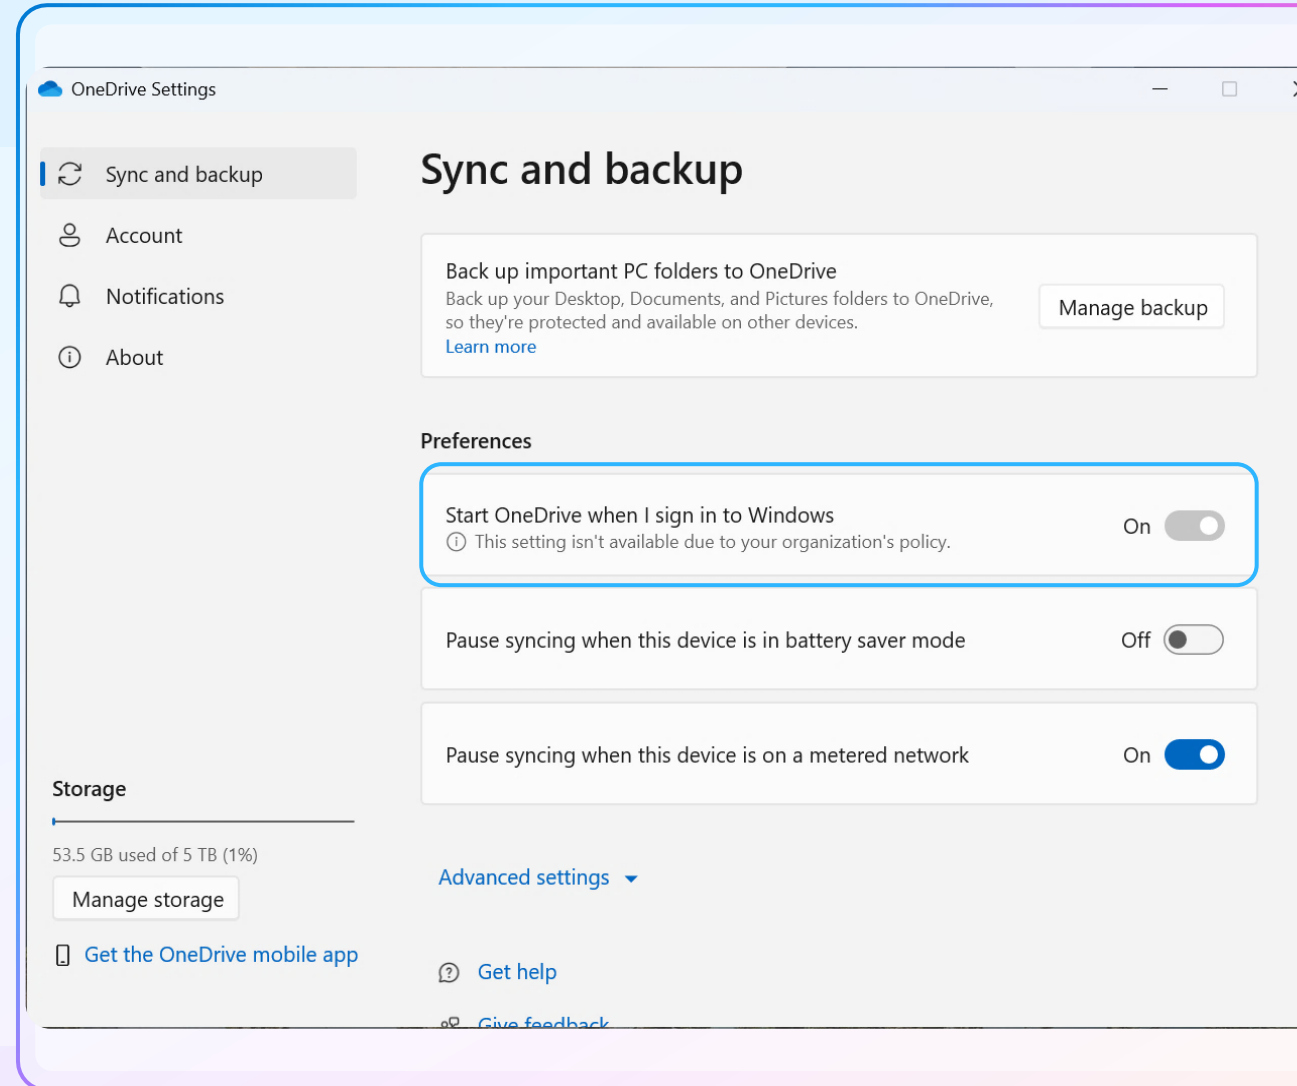 OneDrive Settings
Sync and backup
Account
Notifications
About
Storage
53.5 GB used of 5 TB (1%)
Manage storage
Get the OneDrive mobile app
Sync and backup
Back up important PC folders to OneDrive
Back up your Desktop, Documents, and Pictures folders to OneDrive,
so they're protected and available on other devices.
Learn more
Manage backup
Preferences
Start OneDrive when I sign in to Windows
This setting isn't available due to your organization's policy.
On
Pause syncing when this device is in battery saver mode
Off
Pause syncing when this device is on a metered network
On
Advanced settings
Get help
Give feedback